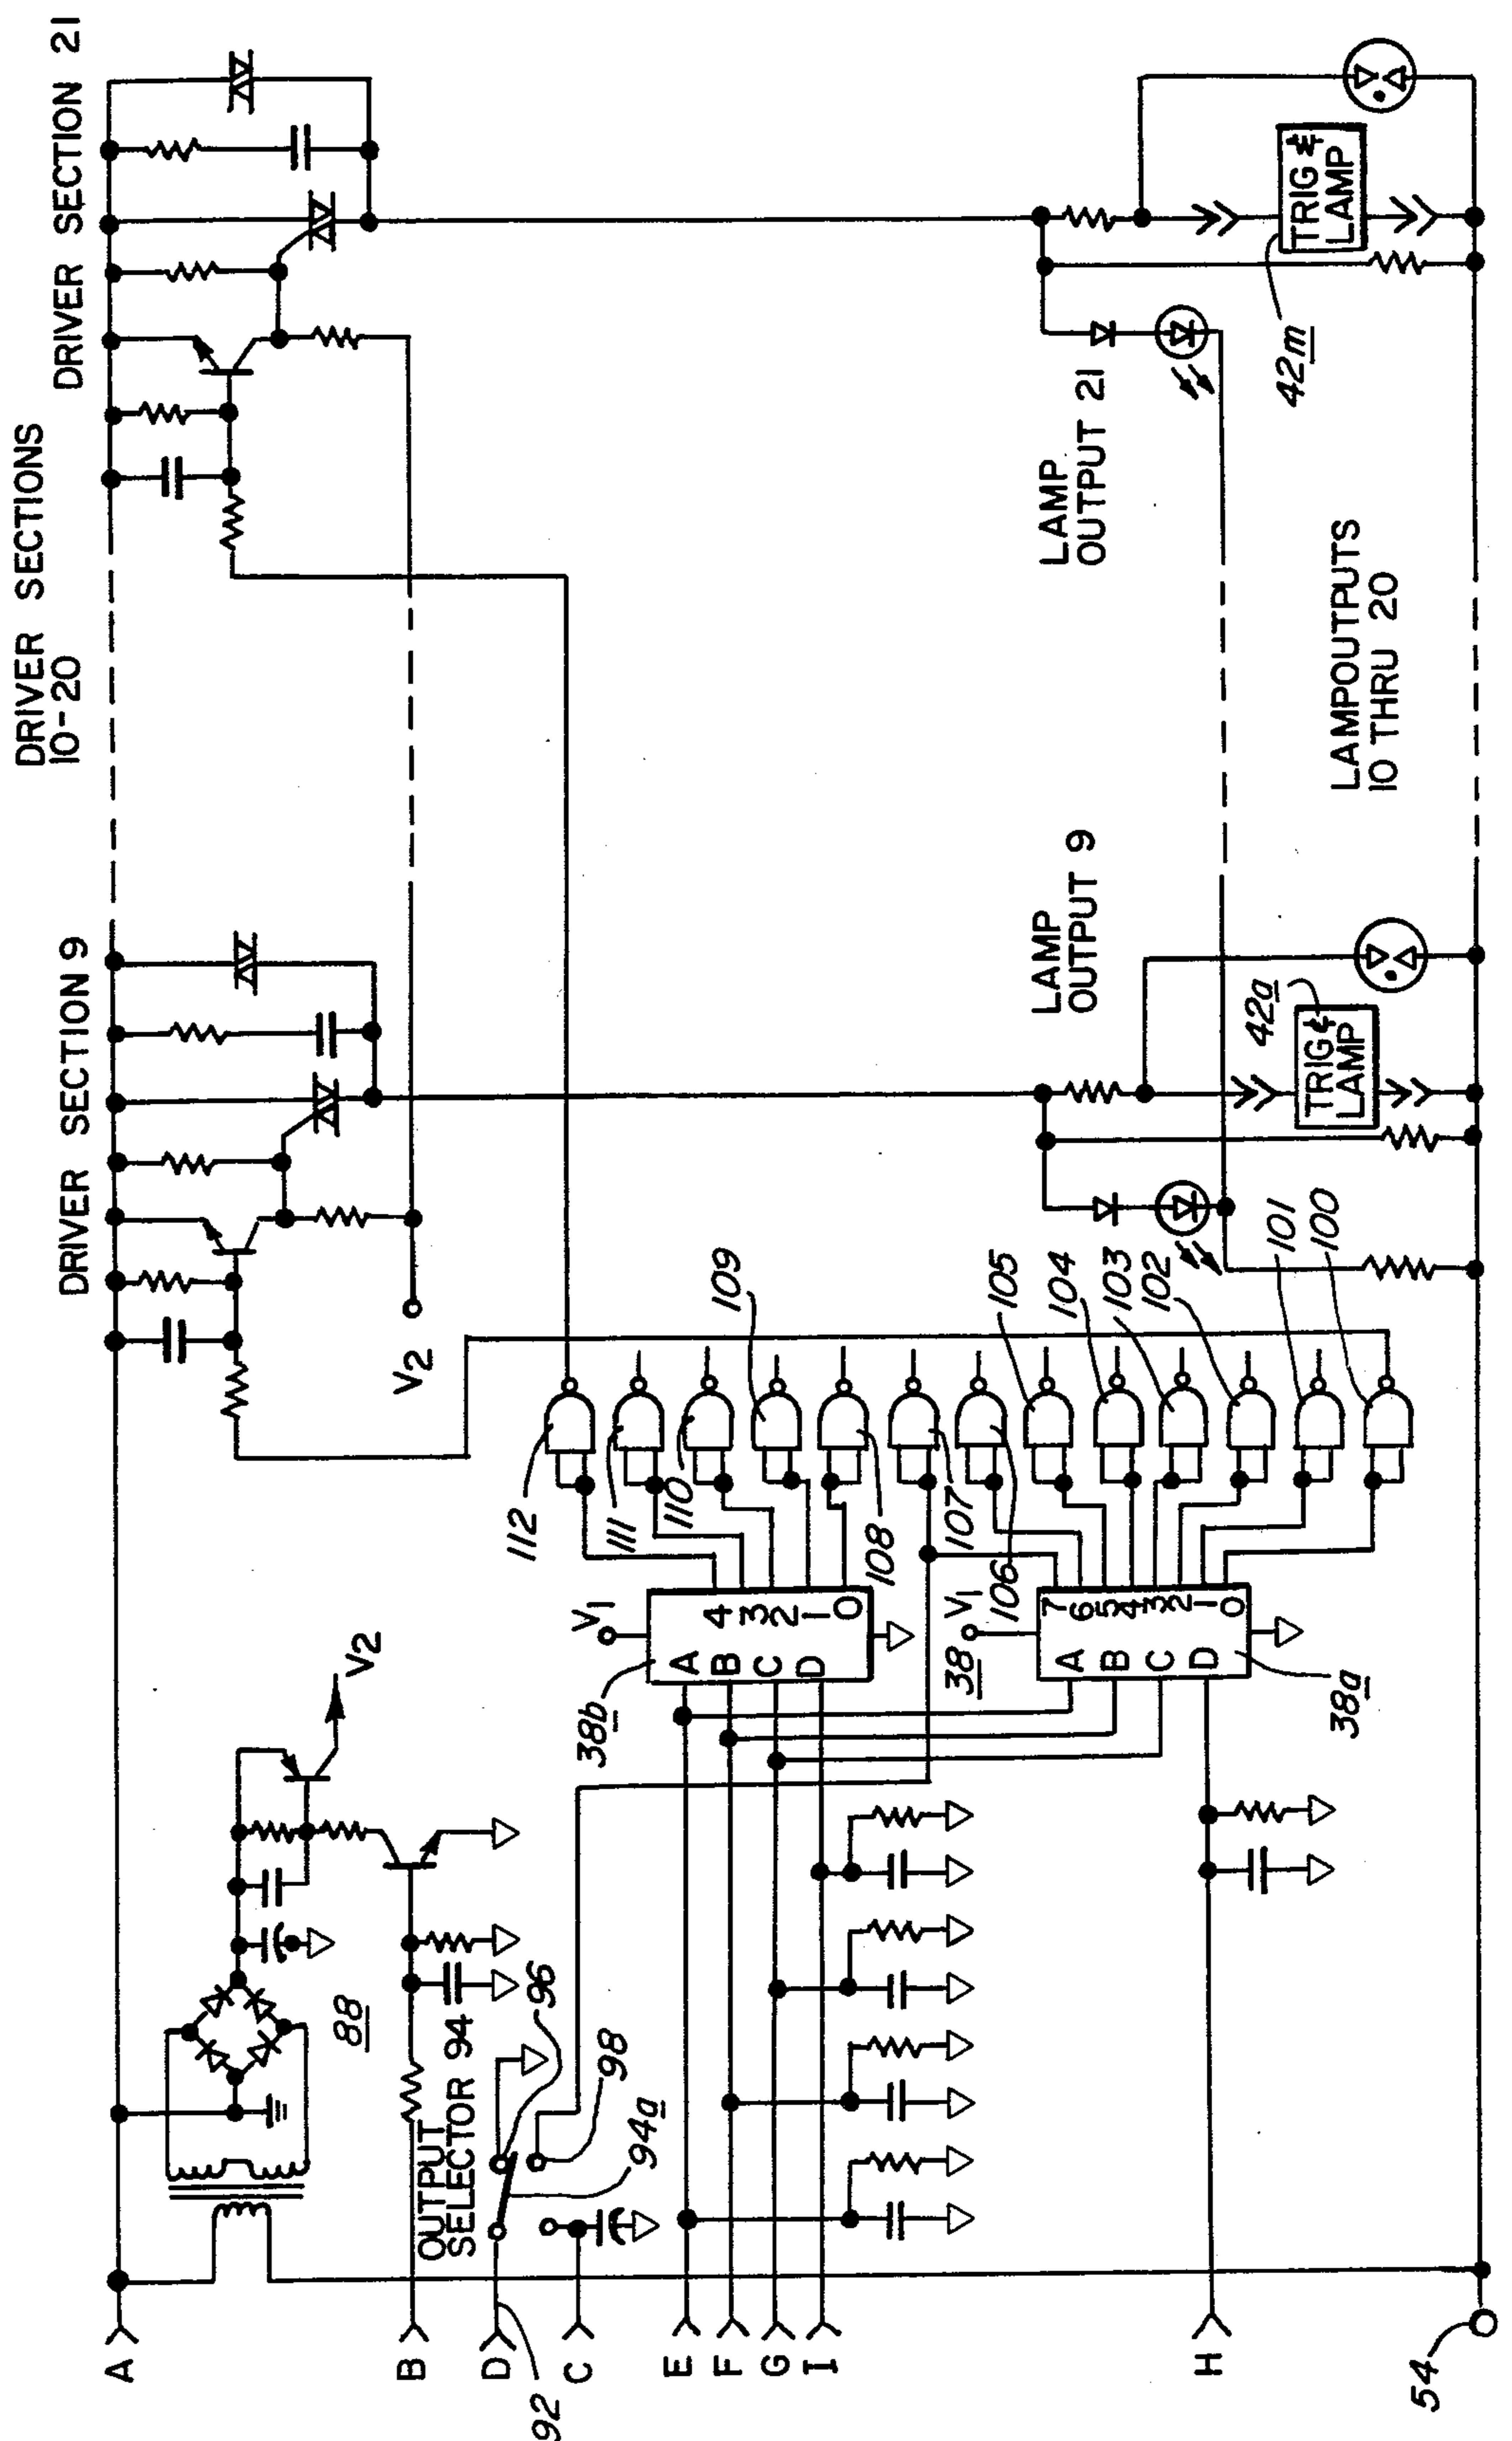 DRIVER SECTIONS
10-20
DRIVER SECTION 9
DRIVER SECTION 21
V2
V2
88
OUTPUT
SELECTOR 94
96
98
94a
92
A
B
D
C
E
F
G
I
H
54
38b
V1
A
B
C
D
4
3
2
1
0
38
V1
A
B
C
D
7
6
5
4
3
2
1
0
38a
112
111
110
109
108
107
106
105
104
103
102
101
100
LAMP
OUTPUT 9
LAMP
OUTPUT 21
TRIG &
LAMP
42a
TRIG &
LAMP
42m
LAMPOUTPUTS
10 THRU 20